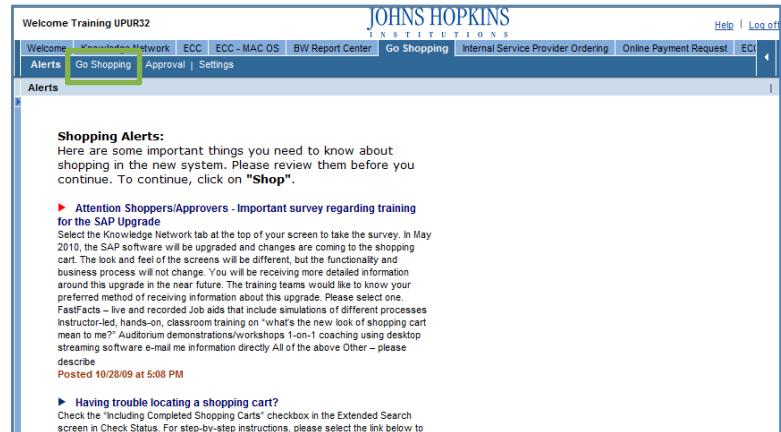 Welcome Training UPUR32
JOHNS HOPKINS
INSTITUTIONS
Help | Log off
Welcome Knowledge Network ECC ECC - MAC OS BW Report Center Go Shopping Internal Service Provider Ordering Online Payment Request
Alerts Go Shopping Approval | Settings
Alerts
Shopping Alerts:
Here are some important things you need to know about
shopping in the new system. Please review them before you
continue. To continue, click on "Shop".
Attention Shoppers/Approvers - Important survey regarding training
for the SAP Upgrade
Select the Knowledge Network tab at the top of your screen to take the survey. In May
2010, the SAP software will be upgraded and changes are coming to the shopping
cart. The look and feel of the screens will be different, but the functionality and
business process will not change. You will be receiving more detailed information
around this upgrade in the near future. The training teams would like to know your
preferred method of receiving information about this upgrade. Please select one.
FastFacts – live and recorded Job aids that include simulations of different processes
Instructor-led, hands-on, classroom training on "what's the new look of shopping cart
mean to me?" Auditorium demonstrations/workshops 1-on-1 coaching using desktop
streaming software e-mail me information directly All of the above Other – please
describe
Posted 10/28/09 at 5:08 PM
Having trouble locating a shopping cart?
Check the "Including Completed Shopping Carts" checkbox in the Extended Search
screen in Check Status. For step-by-step instructions, please select the link below to